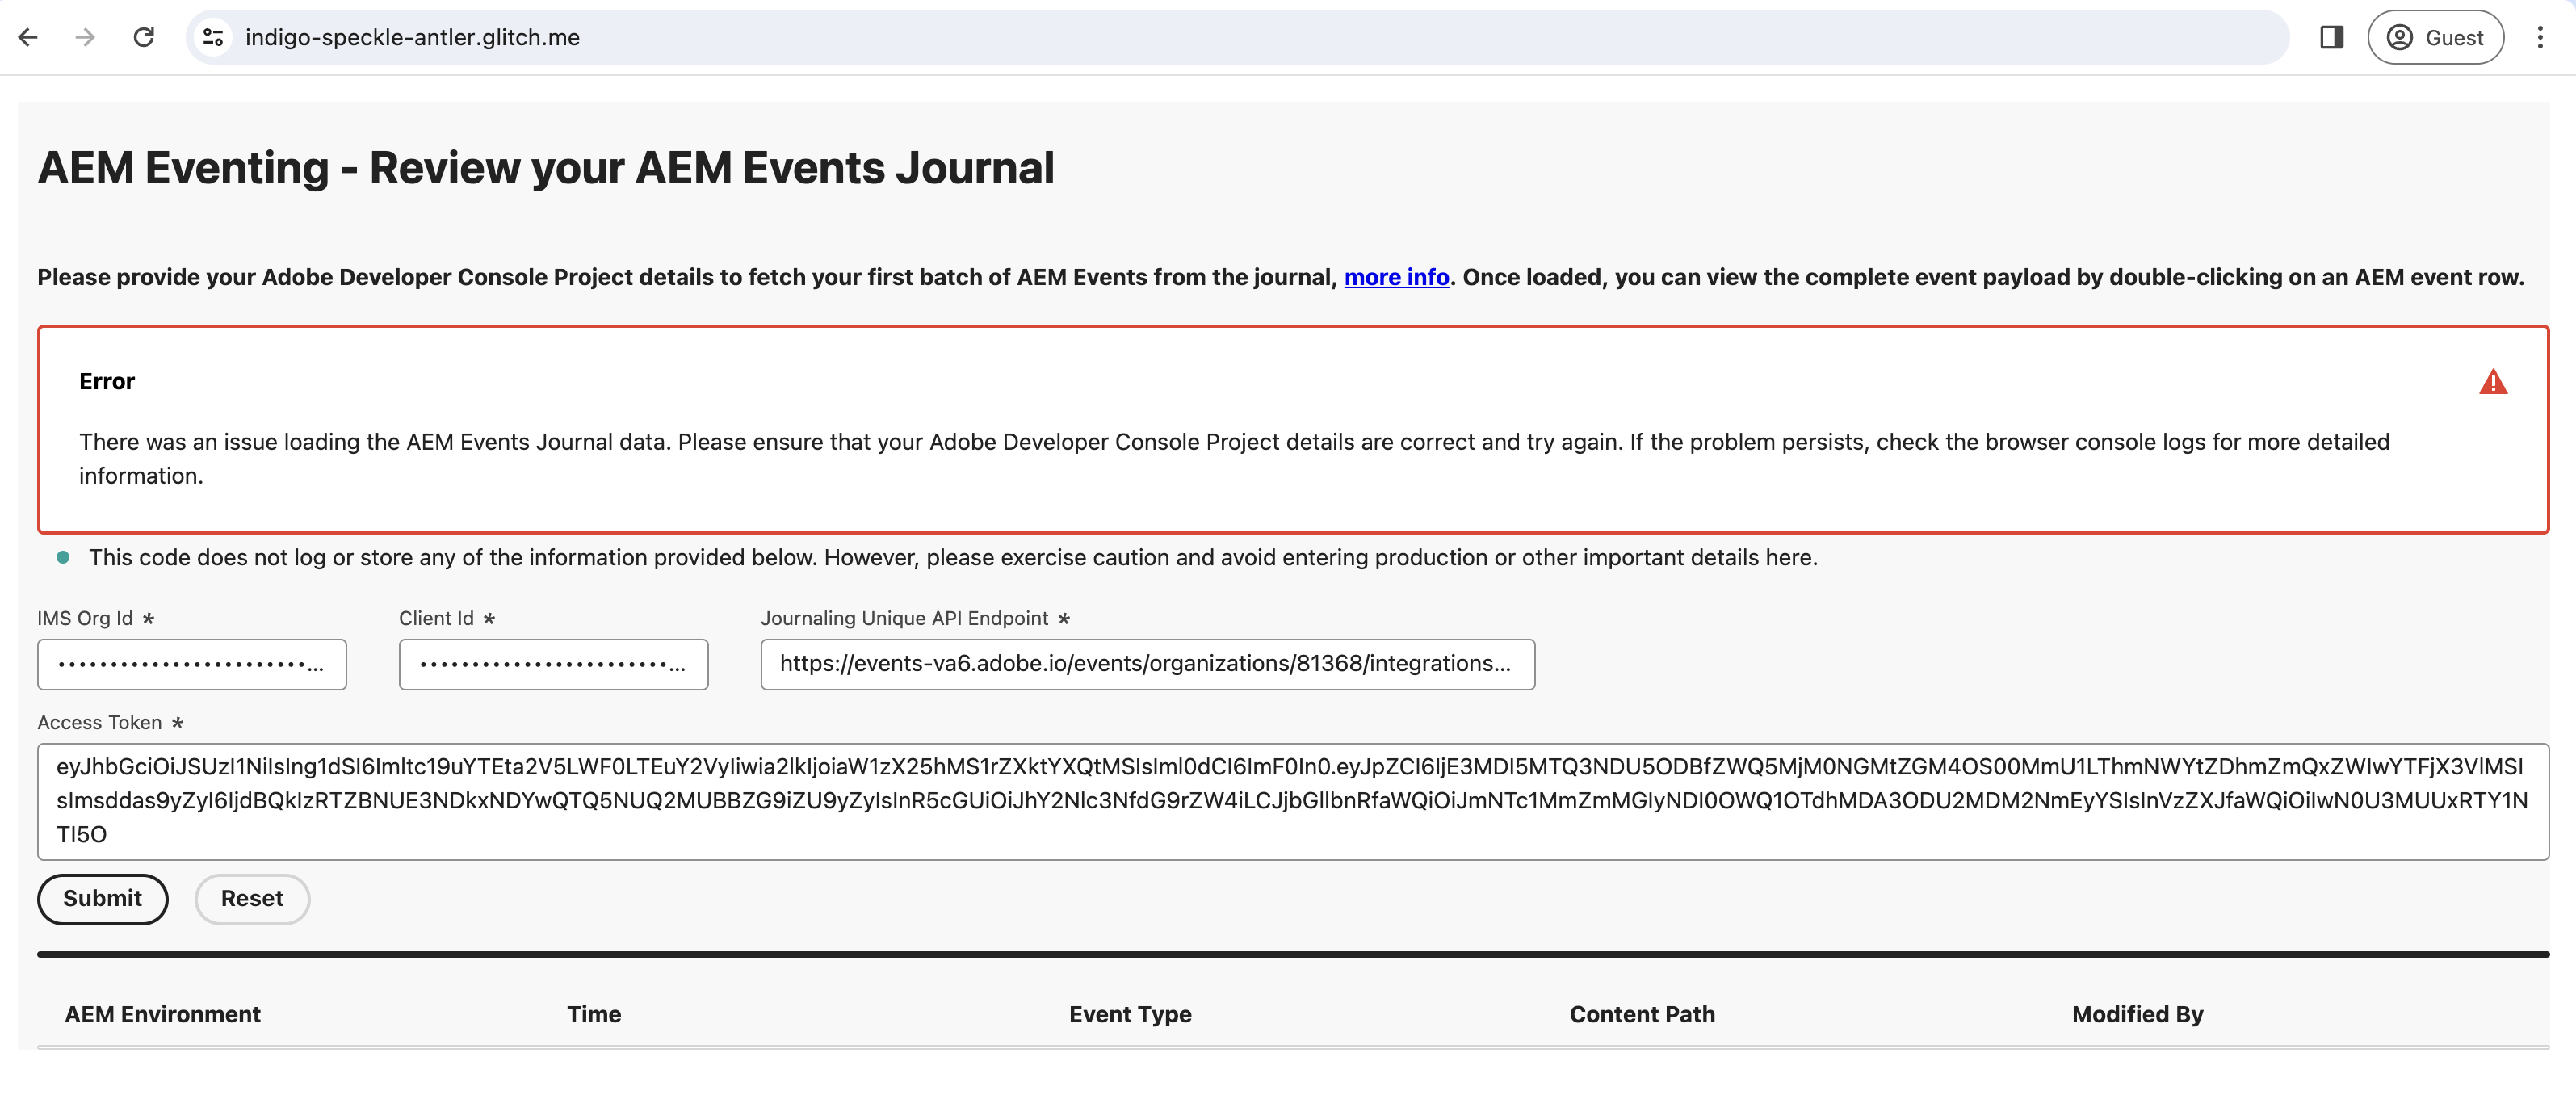 indigo-speckle-antler.glitch.me
Guest
AEM Eventing - Review your AEM Events Journal
Please provide your Adobe Developer Console Project details to fetch your first batch of AEM Events from the journal, more info. Once loaded, you can view the complete event payload by double-clicking on an AEM event row.
Error
There was an issue loading the AEM Events Journal data. Please ensure that your Adobe Developer Console Project details are correct and try again. If the problem persists, check the browser console logs for more detailed
information.
This code does not log or store any of the information provided below. However, please exercise caution and avoid entering production or other important details here.
IMS Org Id * Client Id * Journaling Unique API Endpoint *
••••••••••••••••••••••••... ••••••••••••••••••••••••... https://events-va6.adobe.io/events/organizations/81368/integrations...
Access Token *
Submit Reset
AEM Environment Time Event Type Content Path Modified By